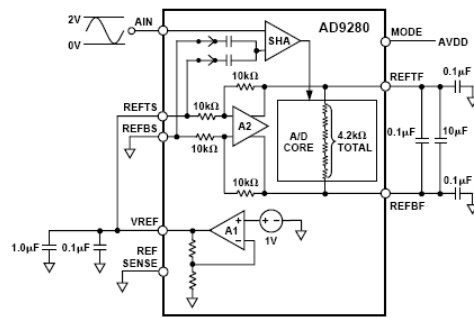 2V
0V
AIN
AD9280
SHA
MODE
AVDD
REFTS
10kΩ
10kΩ
REFTF
0.1µF
REFBS
A2
10kΩ
A/D
CORE
4.2kΩ
TOTAL
0.1µF
10µF
10kΩ
0.1µF
REFBF
VREF
A1
1V
1.0µF
0.1µF
REF
SENSE